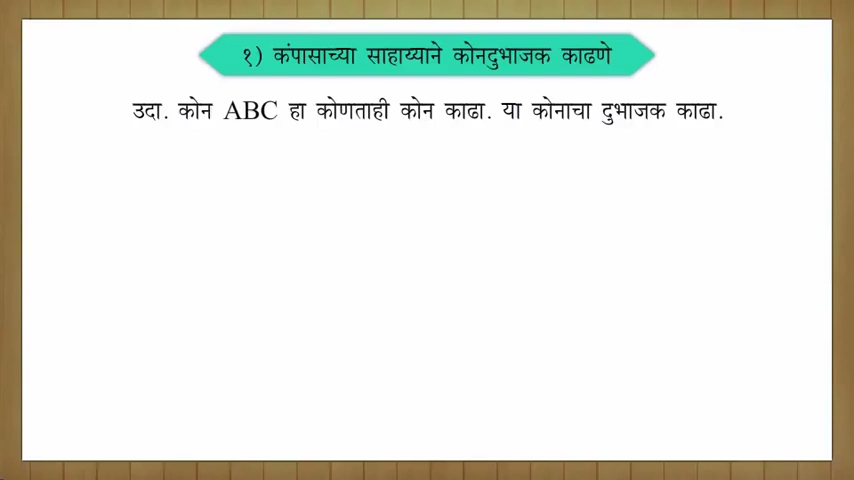 १) कंपासाच्या साहाय्याने कोनदुभाजक काढणे
उदा. कोन ABC हा कोणताही कोन काढा. या कोनाचा दुभाजक काढा.